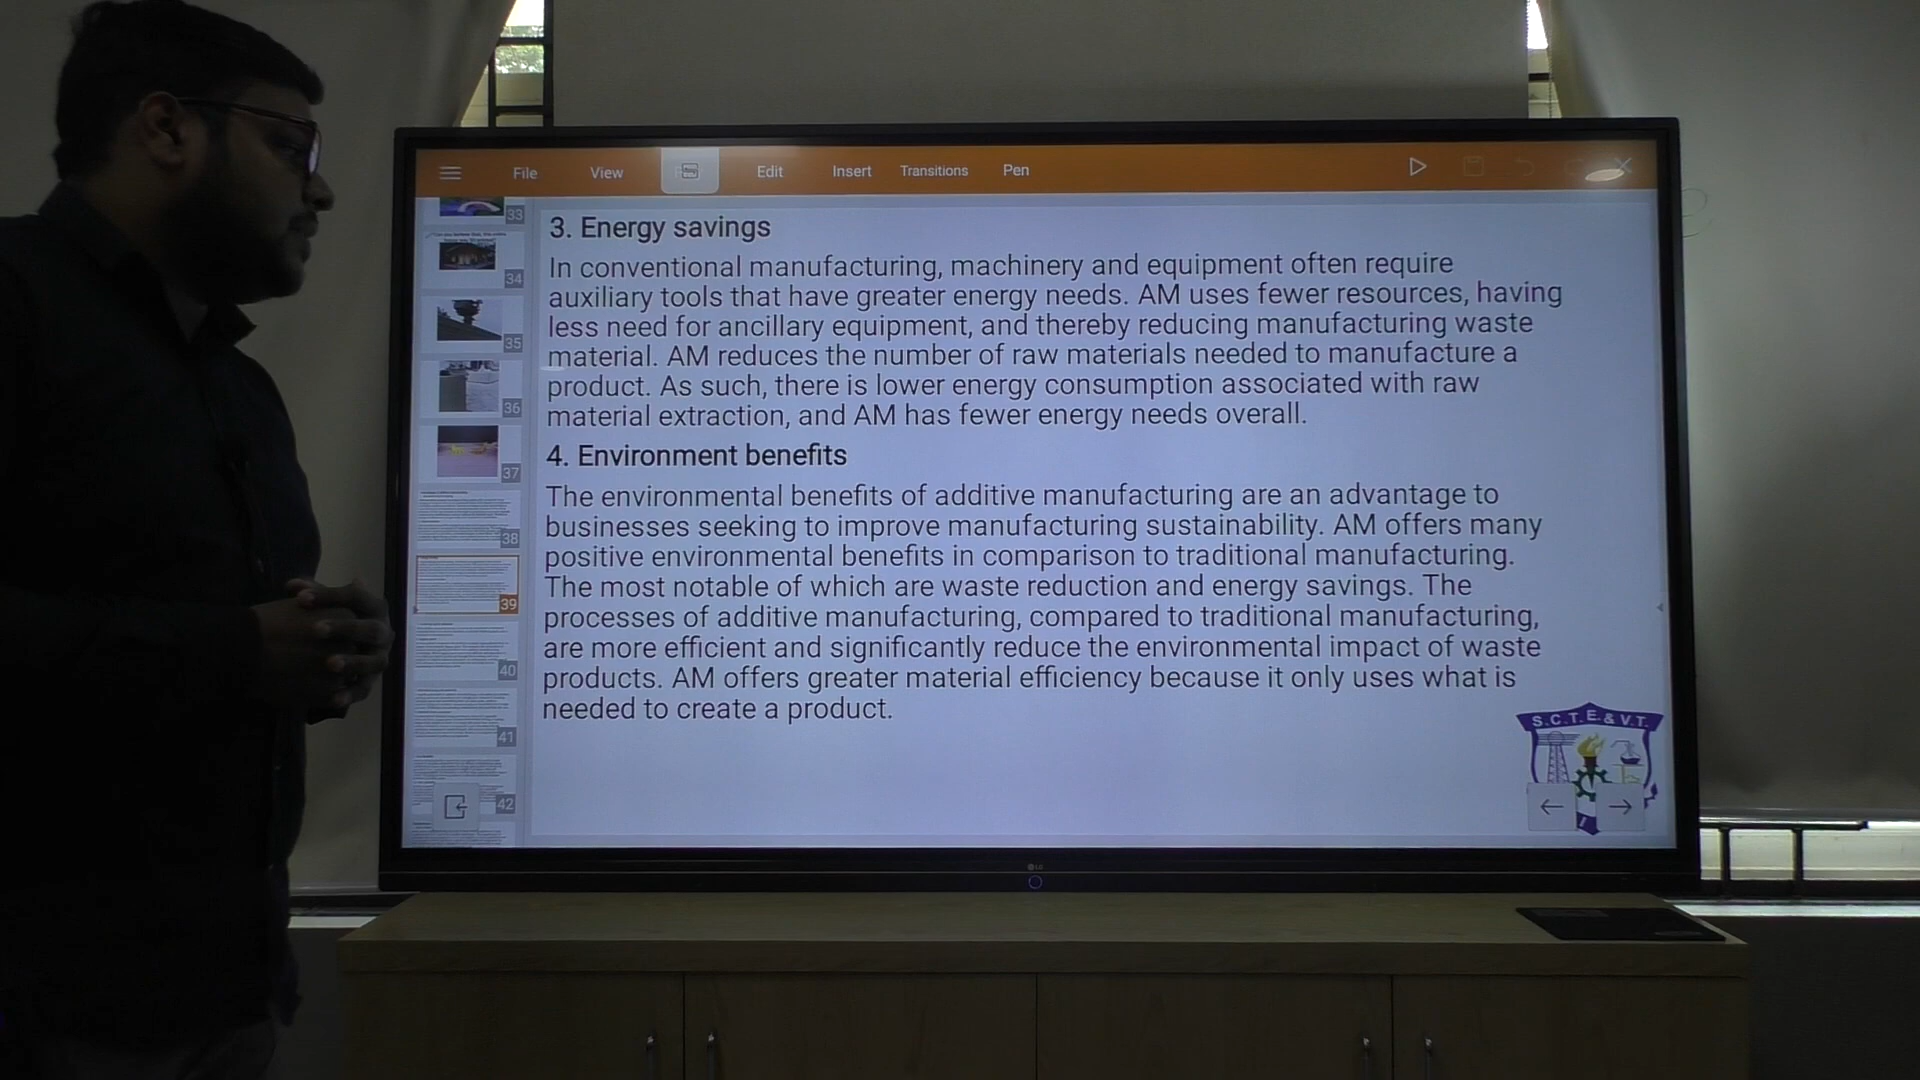 File View Edit Insert Transitions Pen
33
34
35
36
37
38
39
40
41
42
3. Energy savings
In conventional manufacturing, machinery and equipment often require
auxiliary tools that have greater energy needs. AM uses fewer resources, having
less need for ancillary equipment, and thereby reducing manufacturing waste
material. AM reduces the number of raw materials needed to manufacture a
product. As such, there is lower energy consumption associated with raw
material extraction, and AM has fewer energy needs overall.
4. Environment benefits
The environmental benefits of additive manufacturing are an advantage to
businesses seeking to improve manufacturing sustainability. AM offers many
positive environmental benefits in comparison to traditional manufacturing.
The most notable of which are waste reduction and energy savings. The
processes of additive manufacturing, compared to traditional manufacturing,
are more efficient and significantly reduce the environmental impact of waste
products. AM offers greater material efficiency because it only uses what is
needed to create a product.
S.C.T.E.& V.T.
LG